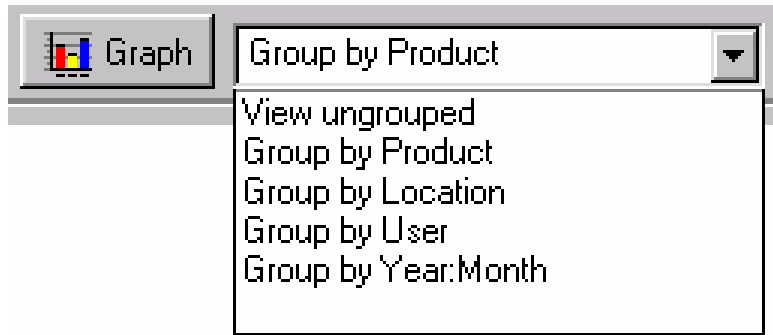 Graph Group by Product
View ungrouped
Group by Product
Group by Location
Group by User
Group by Year:Month